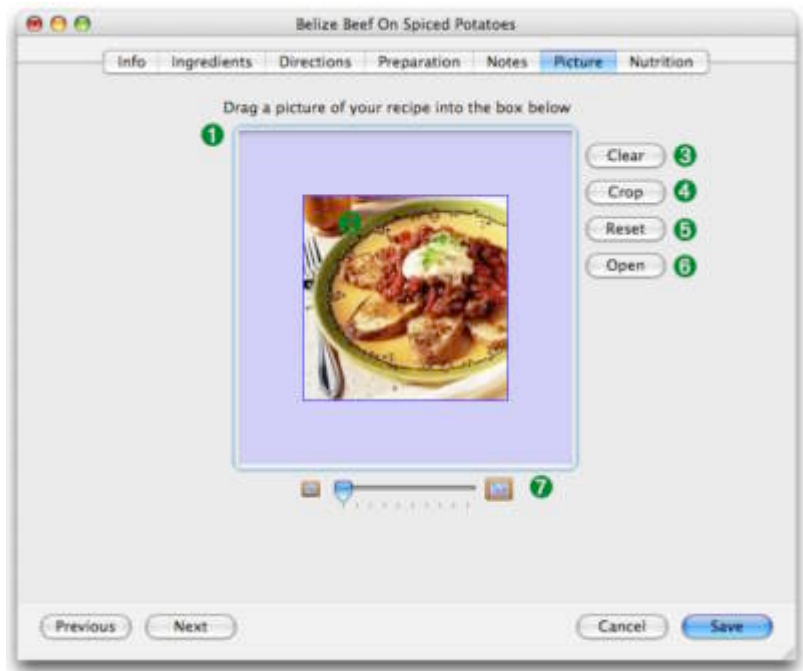 Belize Beef On Spiced Potatoes
Info Ingredients Directions Preparation Notes Picture Nutrition
Drag a picture of your recipe into the box below
1
2
Clear 3
Crop 4
Reset 5
Open 6
7
Previous Next Cancel Save